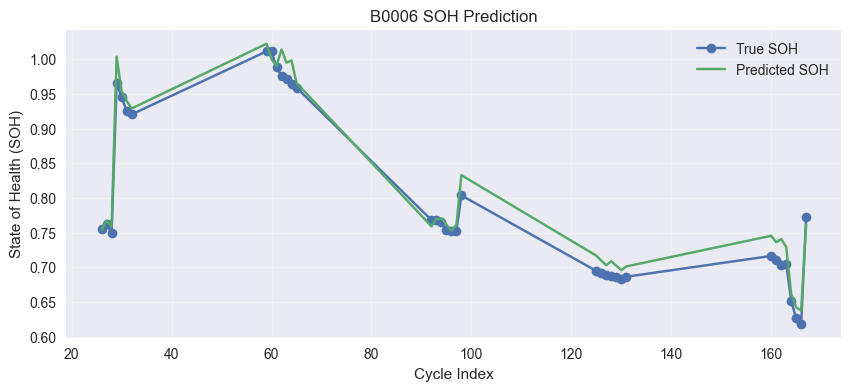 B0006 SOH Prediction
True SOH
Predicted SOH
State of Health (SOH)
1.00
0.95
0.90
0.85
0.80
0.75
0.70
0.65
0.60
20 40 60 80 100 120 140 160
Cycle Index